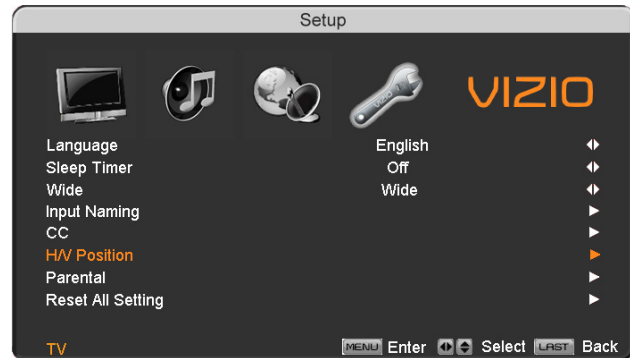 Setup
VIZIO
Language English
Sleep Timer Off
Wide Wide
Input Naming
CC
H/V Position
Parental
Reset All Setting
TV MENU Enter Select LAST Back